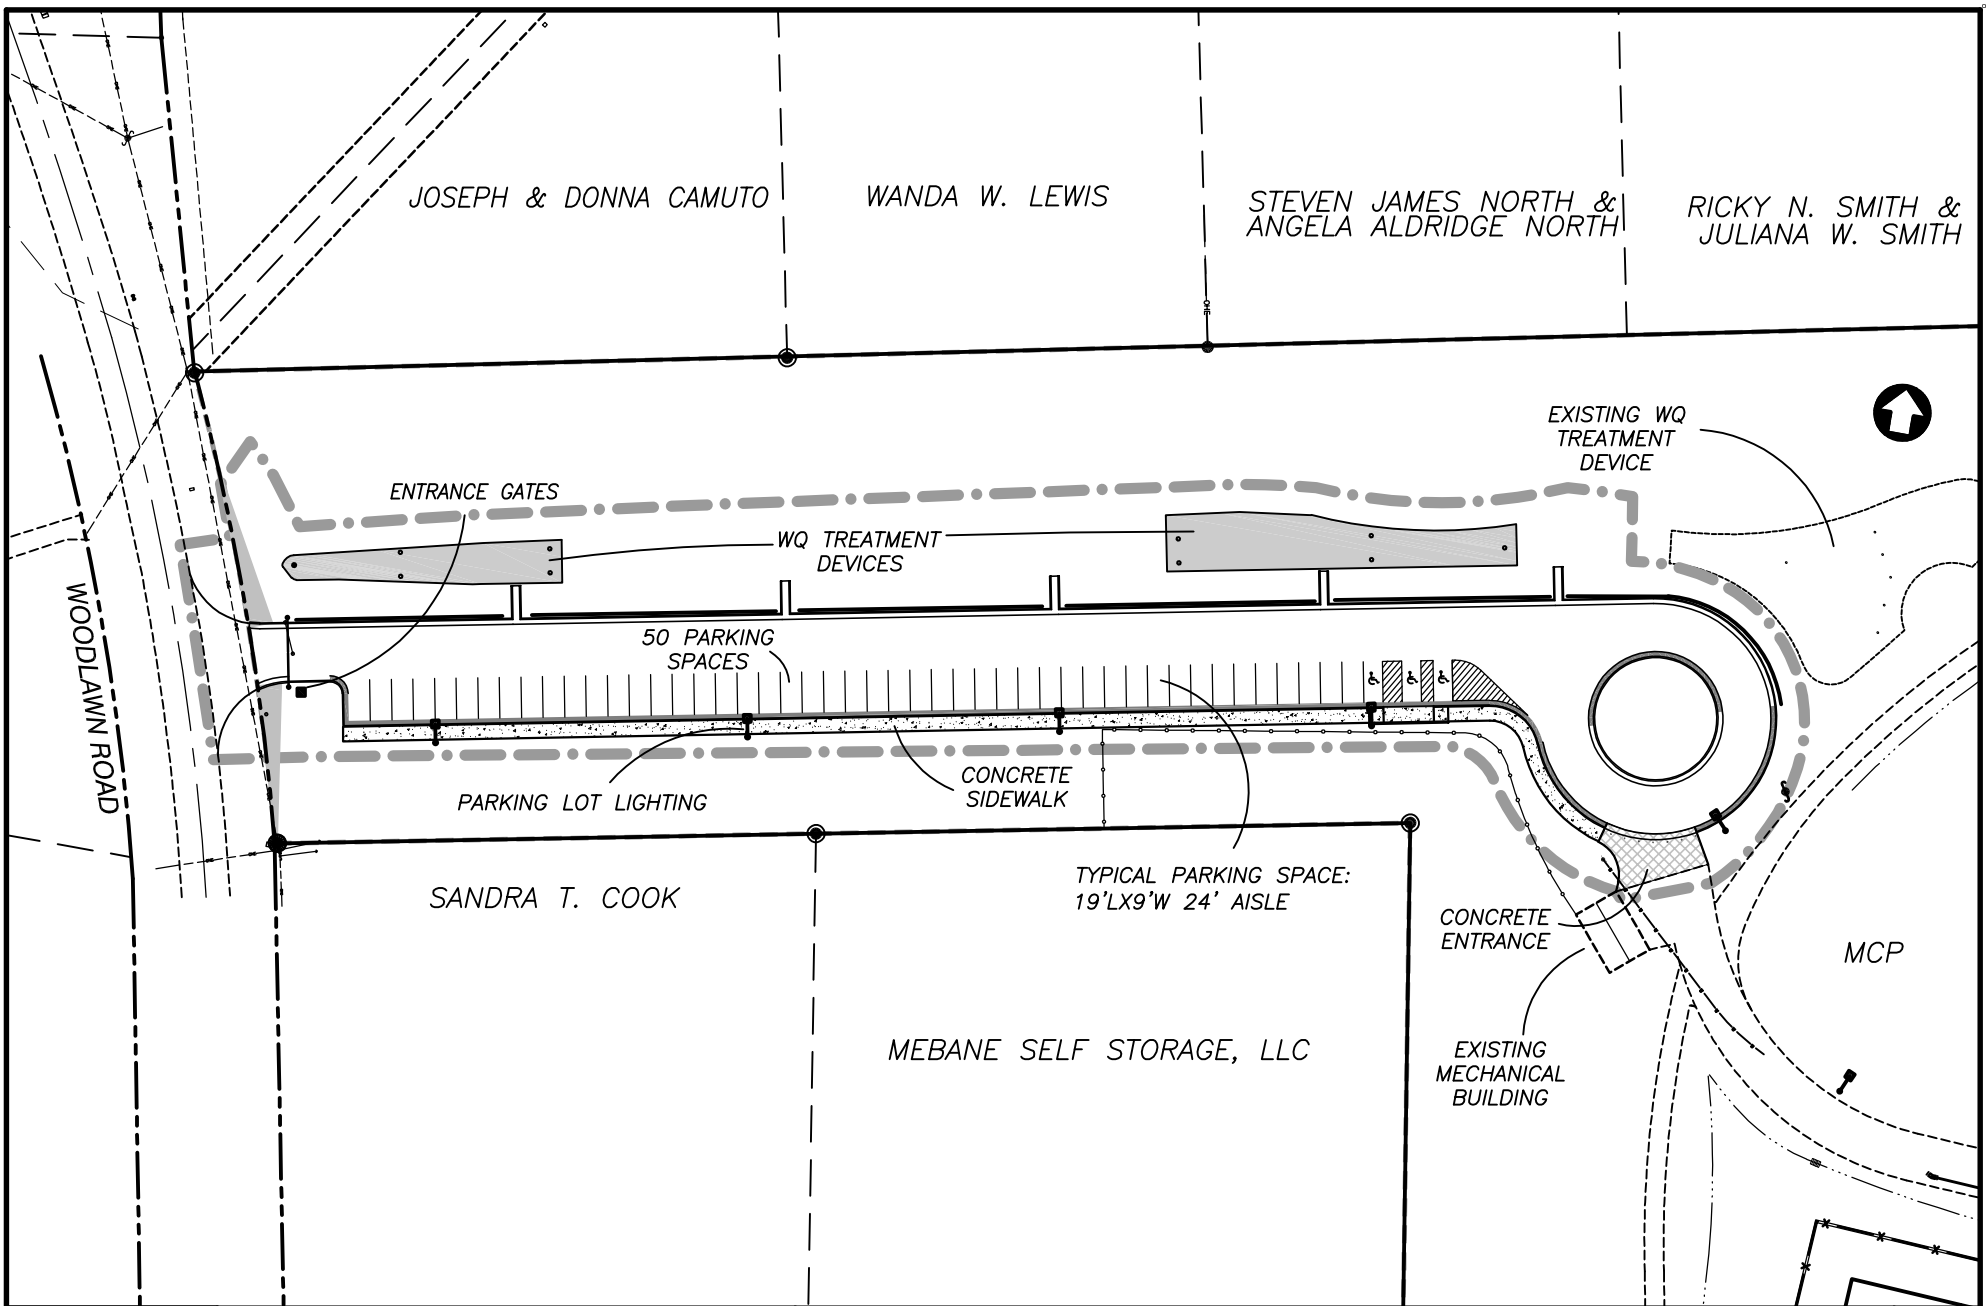 JOSEPH & DONNA CAMUTO
WANDA W. LEWIS
STEVEN JAMES NORTH &
ANGELA ALDRIDGE NORTH
RICKY N. SMITH &
JULIANA W. SMITH
OHE
EXISTING WQ
TREATMENT
DEVICE
ENTRANCE GATES
WQ TREATMENT
DEVICES
WOODLAWN ROAD
50 PARKING
SPACES
PARKING LOT LIGHTING
CONCRETE
SIDEWALK
TYPICAL PARKING SPACE:
19'LX9'W 24' AISLE
SANDRA T. COOK
CONCRETE
ENTRANCE
MCP
MEBANE SELF STORAGE, LLC
EXISTING
MECHANICAL
BUILDING